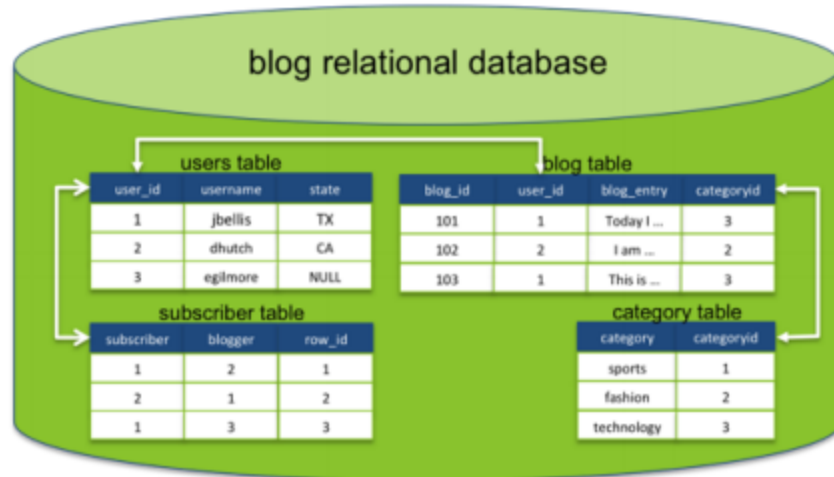 blog relational database
users table
user_id username state
1 jbellis TX
2 dhutch CA
3 egilmore NULL
blog table
blog_id user_id blog_entry categoryid
101 1 Today I ... 3
102 2 I am ... 2
103 1 This is ... 3
subscriber table
subscriber blogger row_id
1 2 1
2 1 2
1 3 3
category table
category categoryid
sports 1
fashion 2
technology 3